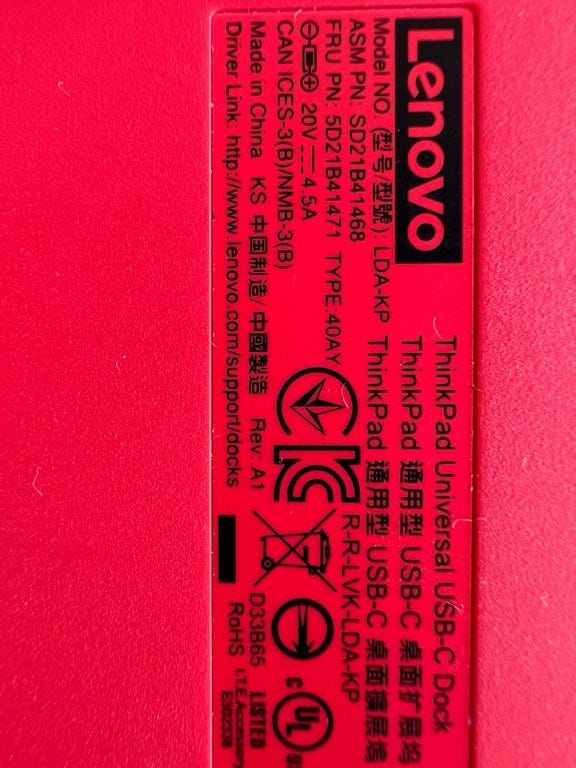 Lenovo
ThinkPad Universal USB-C Dock
ThinkPad 通用型 USB-C 桌面扩展坞
Model NO. (型号/型號): LDA-KP ThinkPad 通用型 USB-C 桌面擴展塢
ASM PN: SD21B41468
FRU PN: 5D21B41471 TYPE:40AY
R-R-LVK-LDA-KP
20V 4.5A
CAN ICES-3(B)/NMB-3(B)
Made in China KS 中国制造/ 中國製造 Rev: A1
Driver Link: http://www.lenovo.com/support/docks
D33B65
RoHS
c UL
LISTED
I.T.E.Accessory
E302338